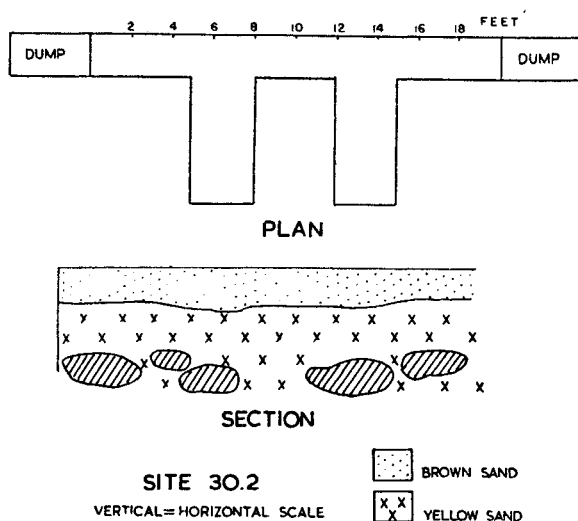 FEET
2 4 6 8 10 12 14 16 18
DUMP DUMP
PLAN
SECTION
SITE 30.2
VERTICAL=HORIZONTAL SCALE
BROWN SAND
YELLOW SAND